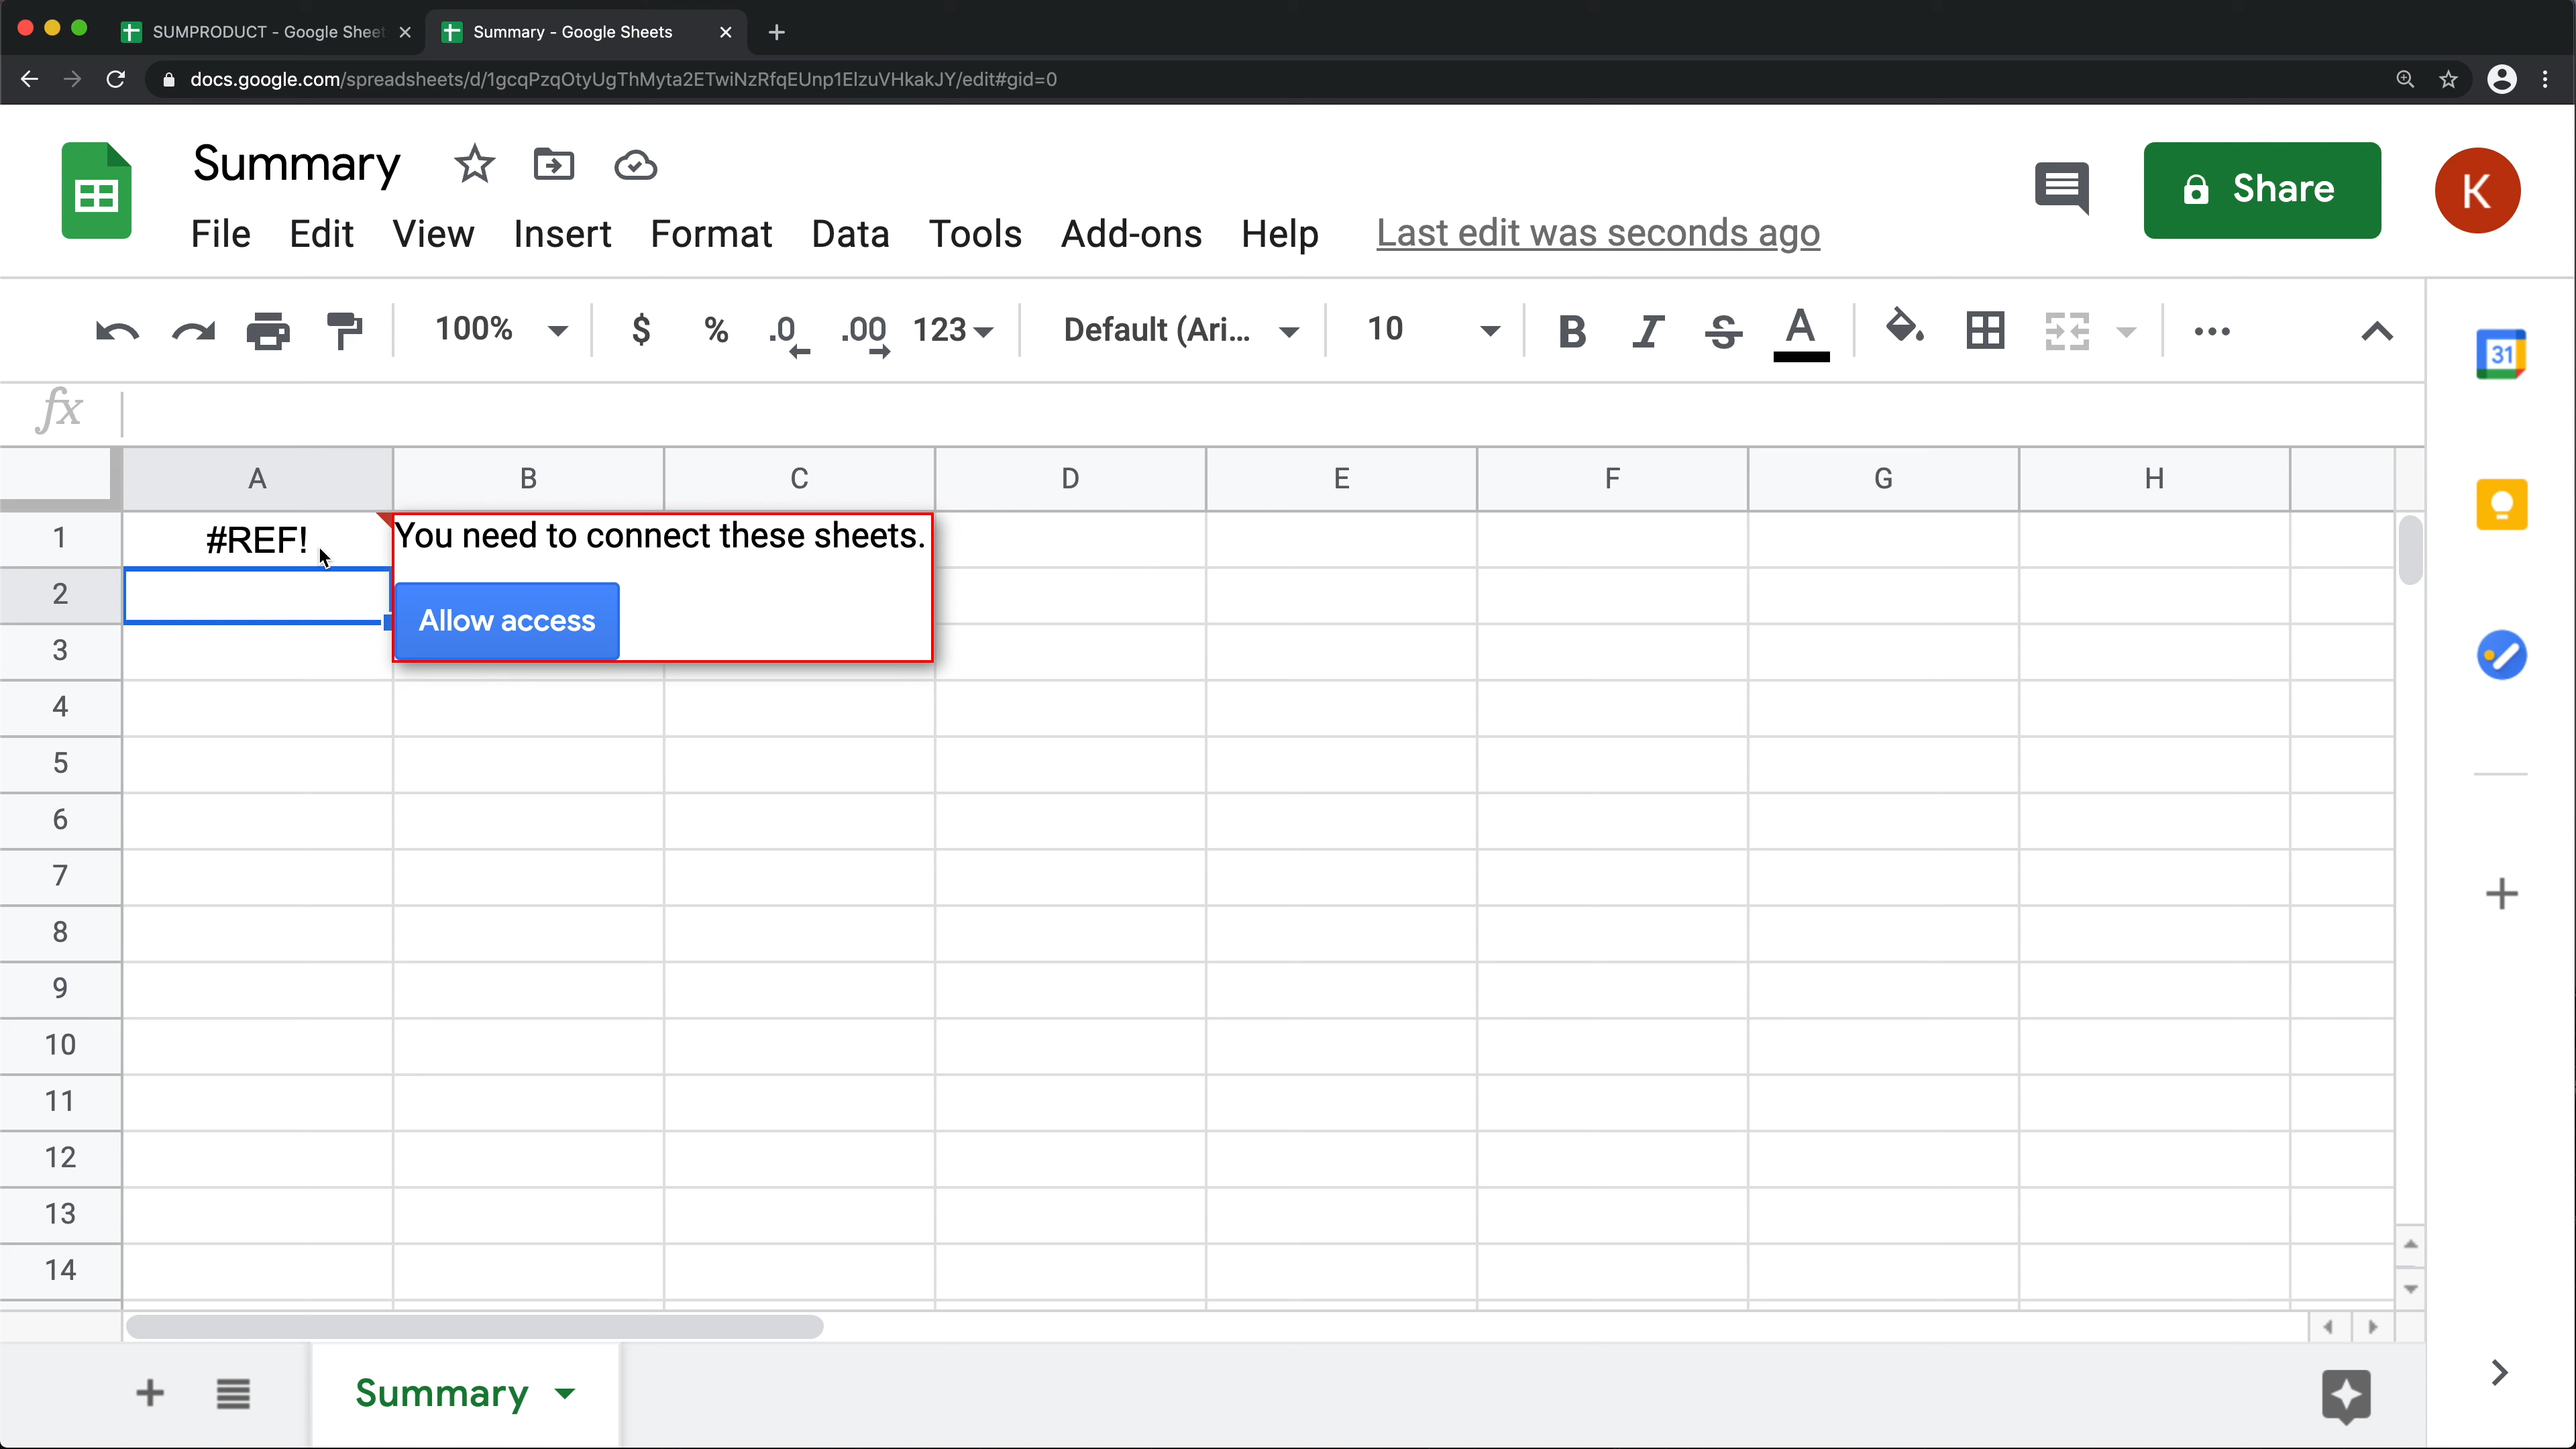 SUMPRODUCT - Google Sheet
Summary - Google Sheets
docs.google.com/spreadsheets/d/1gcqPzqOtyUgThMyta2ETwiNzRfqEUnp1ElzuVHkakJY/edit#gid=0
Summary
Share
K
File Edit View Insert Format Data Tools Add-ons Help Last edit was seconds ago
100% $ % .0 .00 123 Default (Ari... 10 B I S A
31
fx
A B C D E F G H
1 #REF! You need to connect these sheets.
2 Allow access
3
4
5
6
7
8
9
10
11
12
13
14
Summary